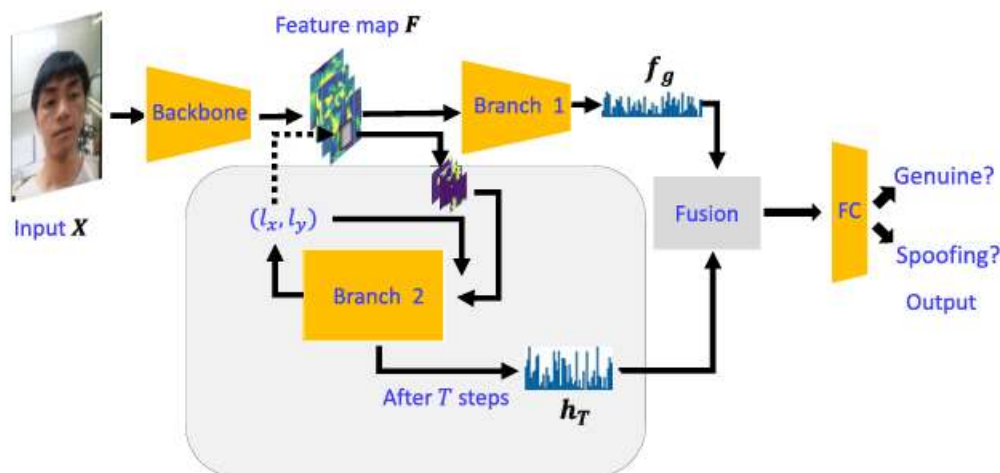 Feature map F
f_g
Backbone
Branch 1
Input X
(l_x, l_y)
Fusion
FC
Genuine?
Spoofing?
Output
Branch 2
After T steps
h_T